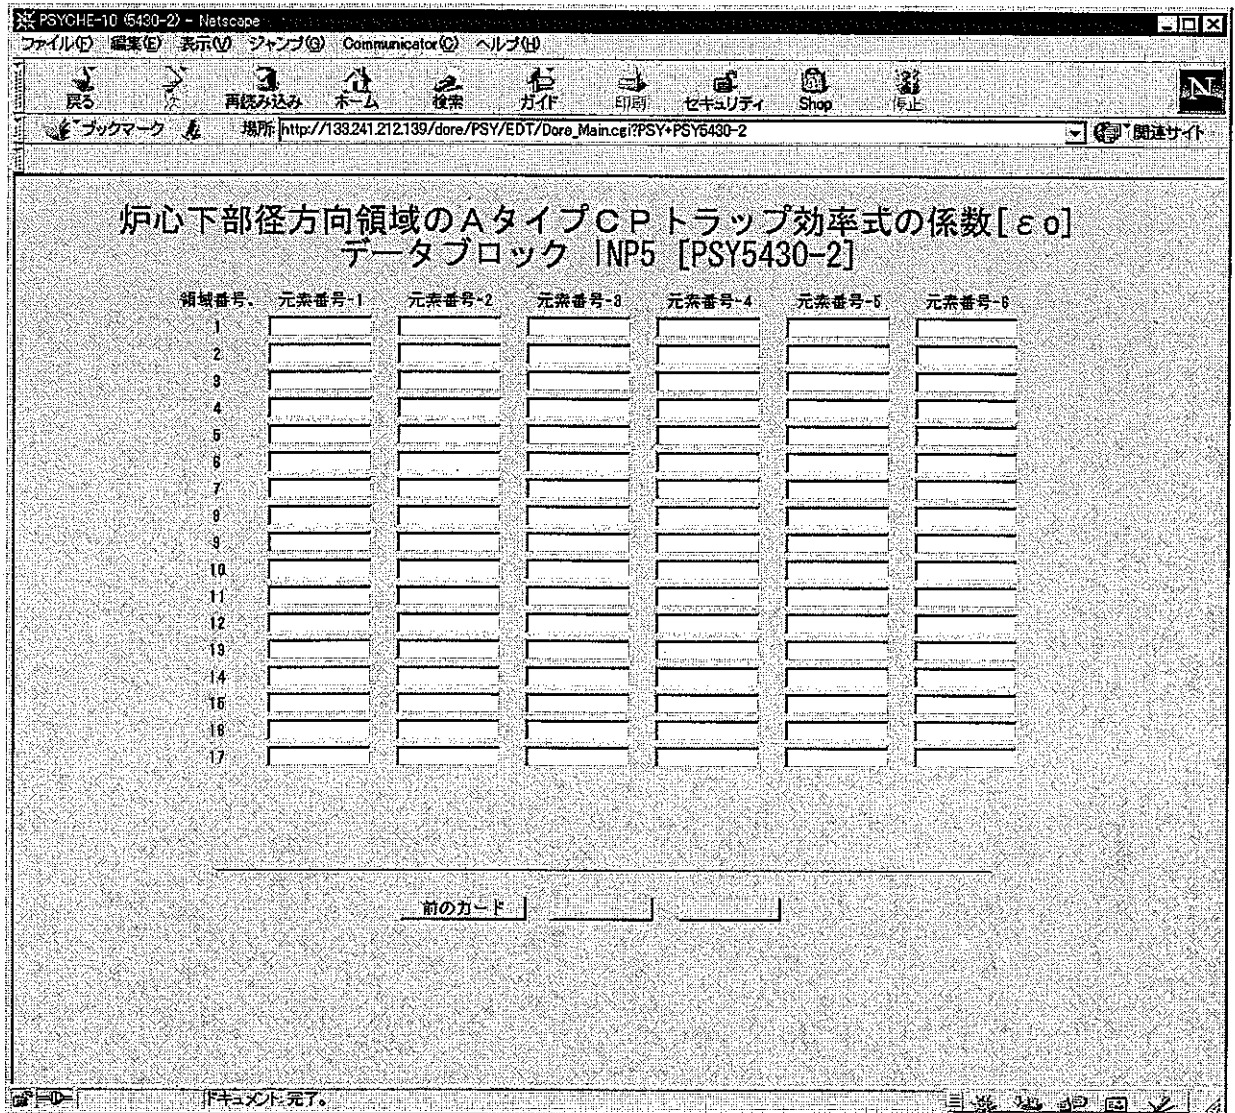 PSYCHE-10 (5430-2) - Netscape
ファイル(F) 編集(E) 表示(V) ジャンプ(G) Communicator(C) ヘルプ(H)
戻る 次 再読み込み ホーム 検索 ガイド 印刷 セキュリティ Shop 停止
N
ブックマーク 場所: http://133.241.212.139/dore/PSY/EDT/Dora_Main.cgi?PSY+PSY5430-2 関連サイト
炉心下部径方向領域のAタイプCPトラップ効率式の係数[εo]
データブロック INP5 [PSY5430-2]
領域番号. 元素番号-1 元素番号-2 元素番号-3 元素番号-4 元素番号-5 元素番号-6
1
2
3
4
5
6
7
8
9
10
11
12
13
14
15
16
17
前のカード
ドキュメント: 完了。